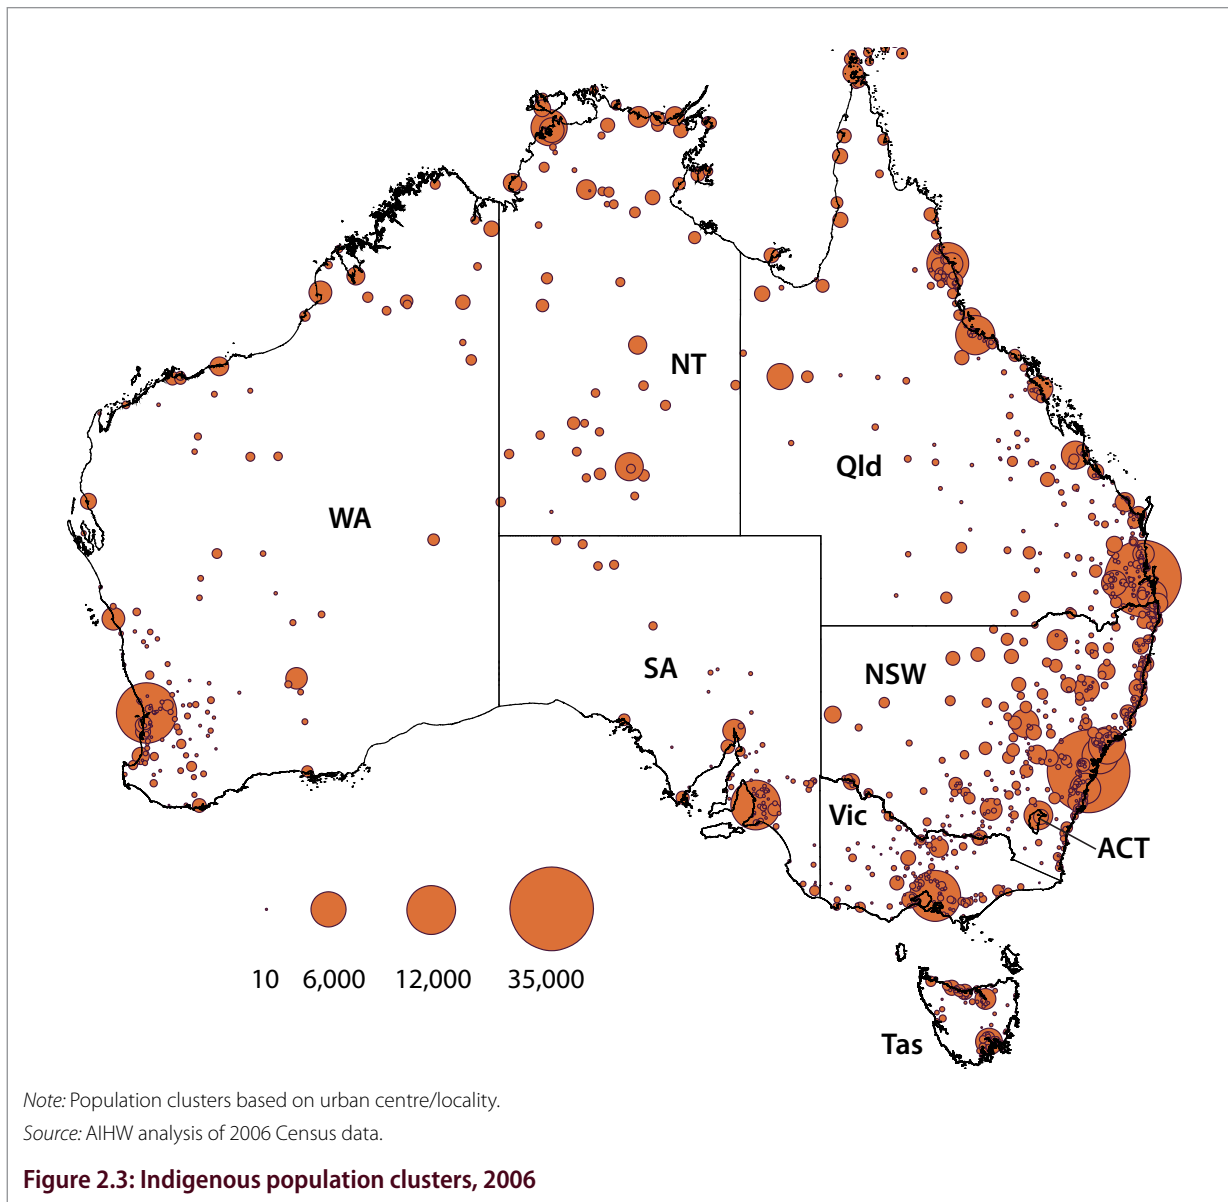 NT
Qld
WA
SA
NSW
Vic
ACT
10 6,000 12,000 35,000
Tas
Note: Population clusters based on urban centre/locality.
Source: AIHW analysis of 2006 Census data.
Figure 2.3: Indigenous population clusters, 2006